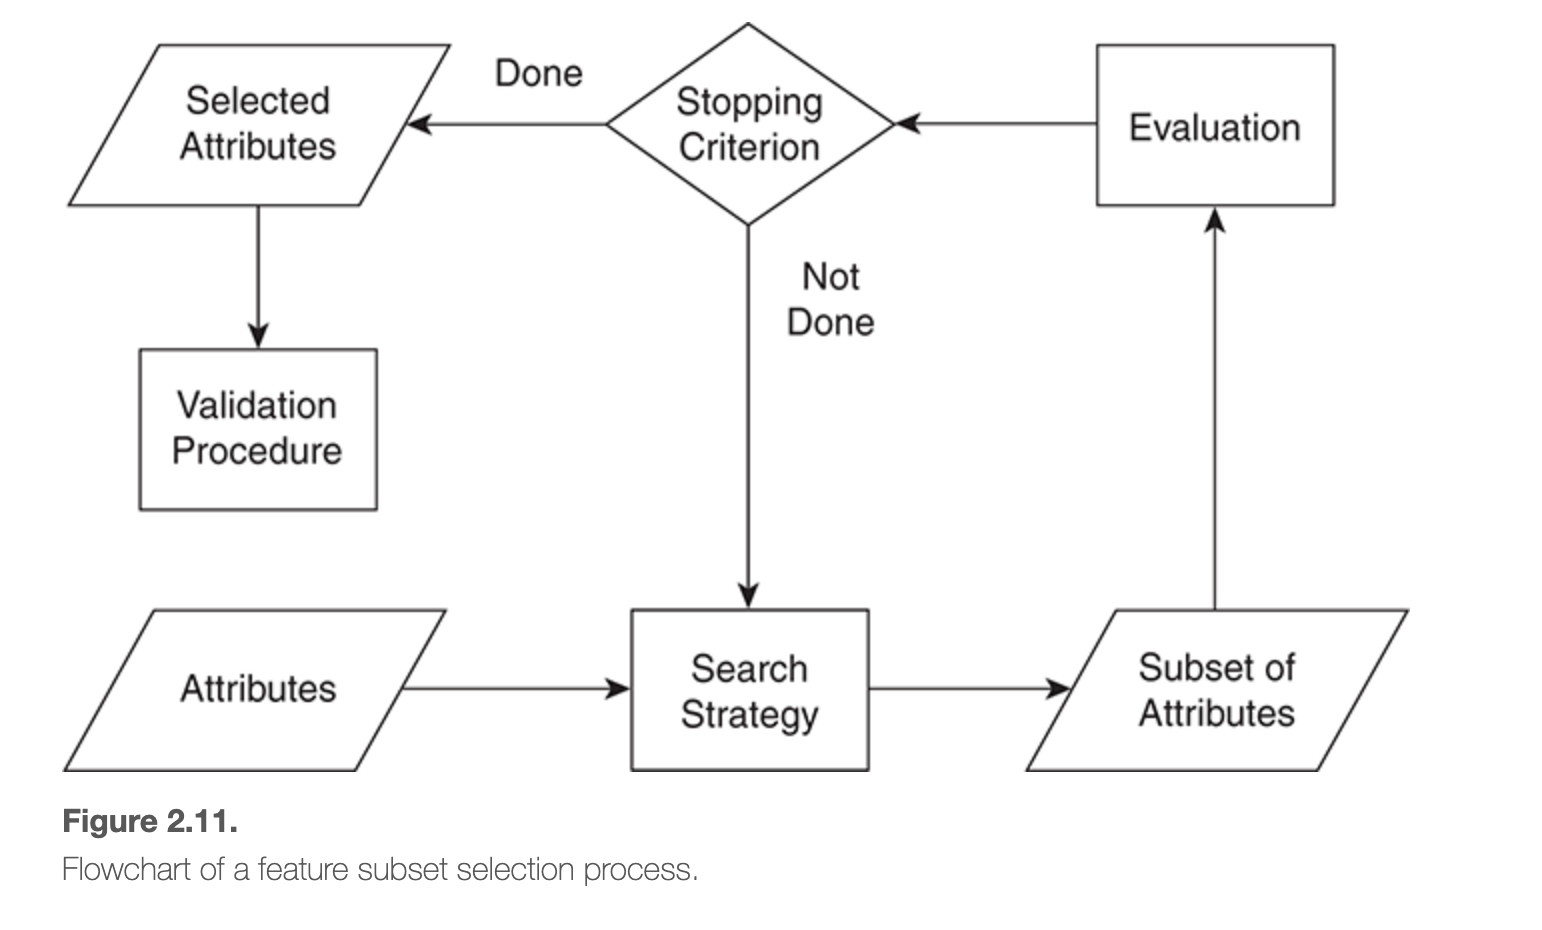 Selected
Attributes
Done
Stopping
Criterion
Evaluation
Not
Done
Validation
Procedure
Attributes
Search
Strategy
Subset of
Attributes
Figure 2.11.
Flowchart of a feature subset selection process.